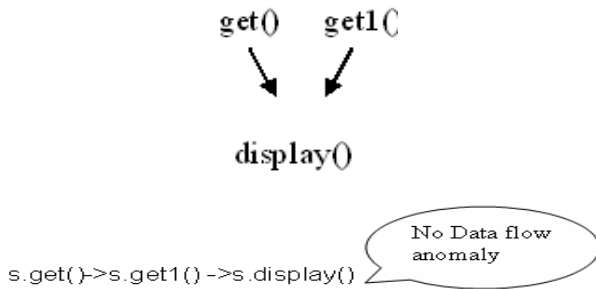 get() get1(
display()
No Data flow
anomaly
s.get()->s.get1()->s.display()